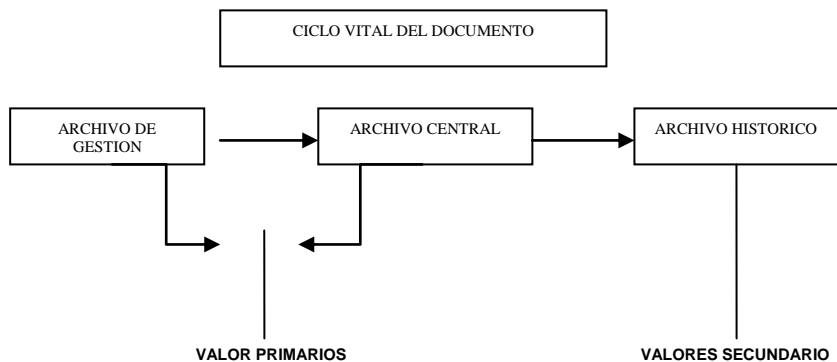 CICLO VITAL DEL DOCUMENTO
ARCHIVO DE
GESTION
ARCHIVO CENTRAL
ARCHIVO HISTORICO
VALOR PRIMARIOS
VALORES SECUNDARIO